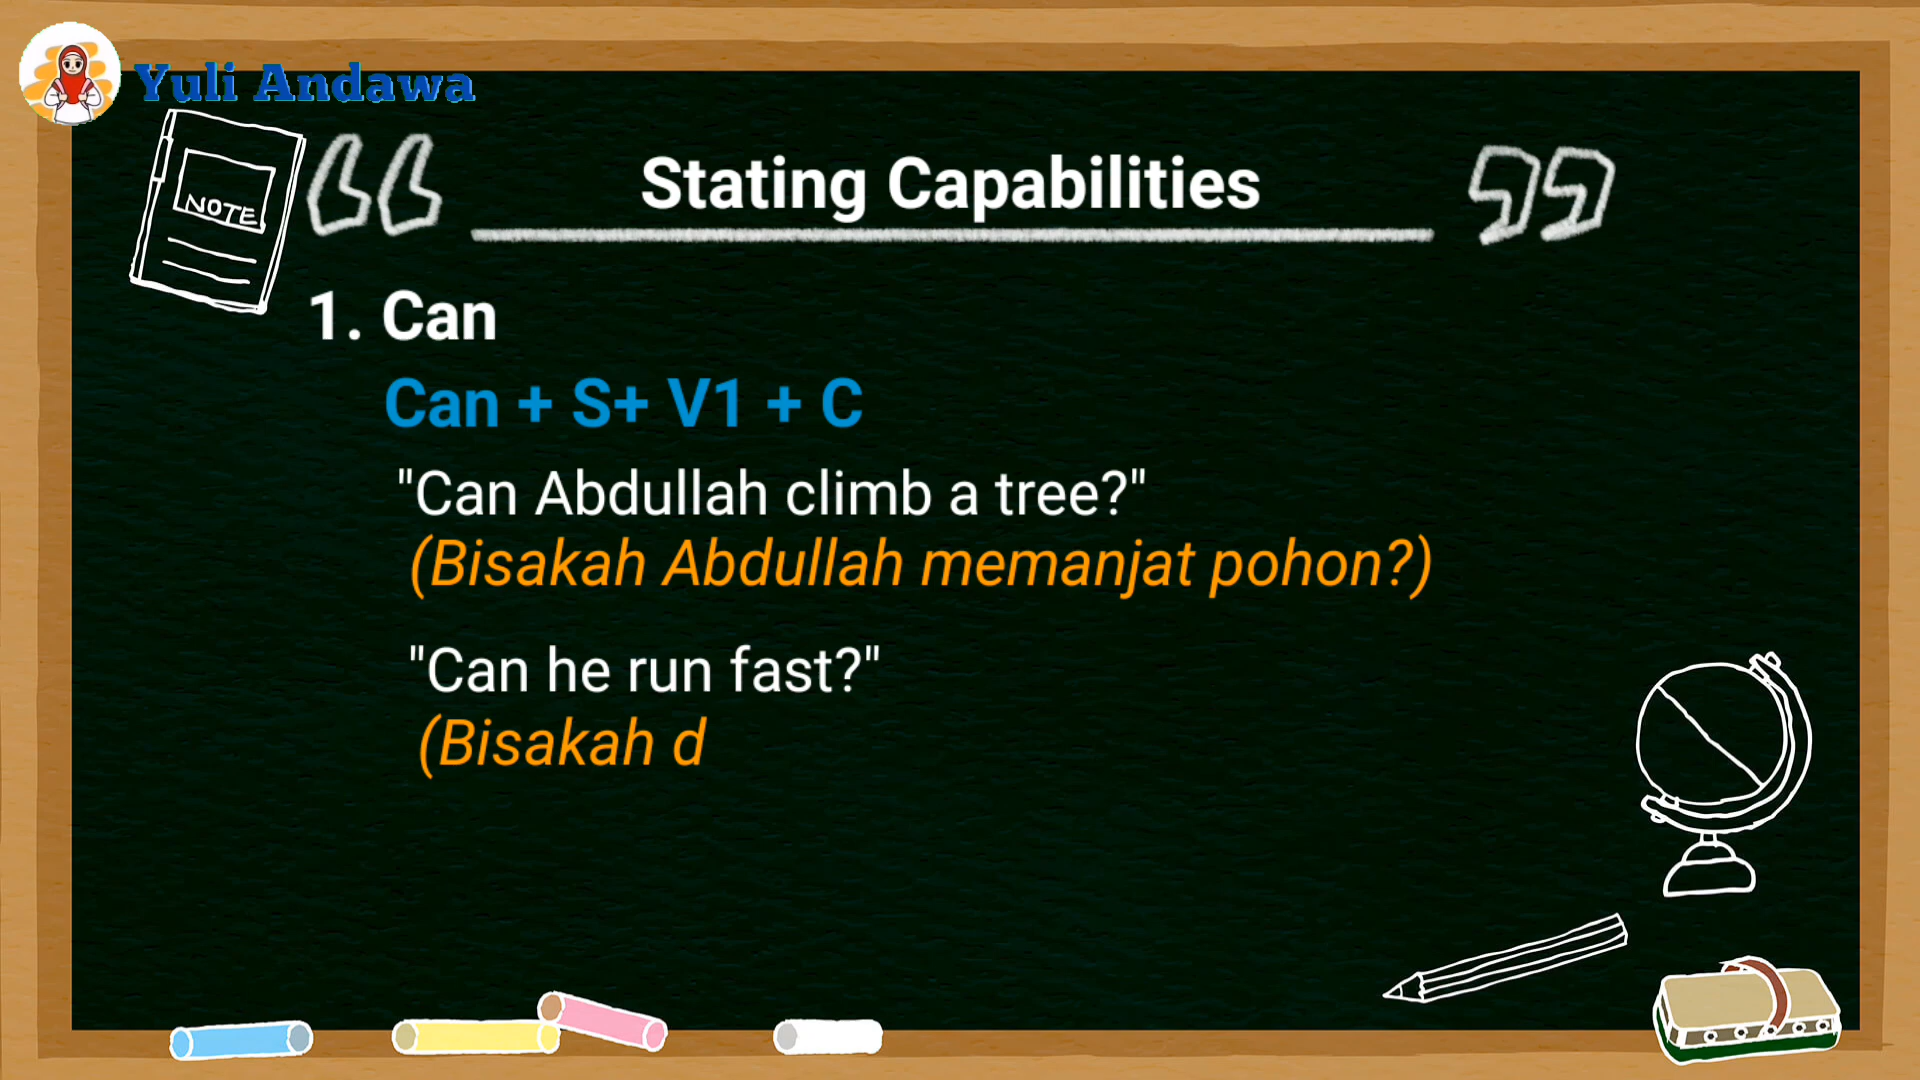 Yuli Andawa
NOTE
Stating Capabilities
1. Can
Can + S+ V1 + C
"Can Abdullah climb a tree?"
(Bisakah Abdullah memanjat pohon?)
"Can he run fast?"
(Bisakah d